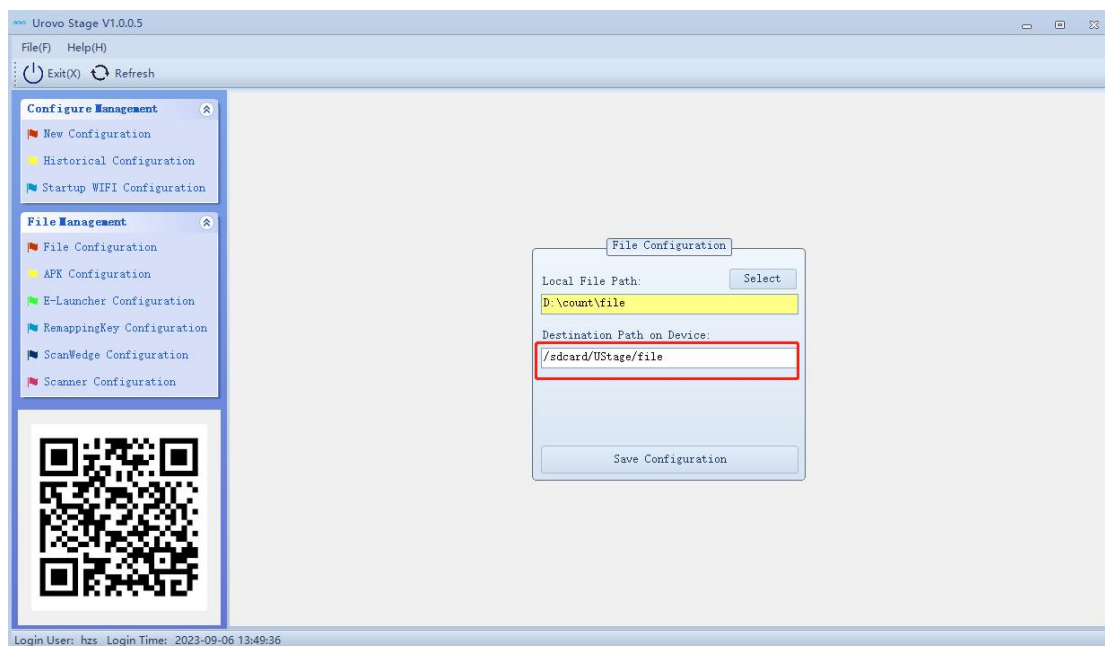 Urovo Stage V1.0.0.5
File(F) Help(H)
Exit(X) Refresh
Configure Management
New Configuration
Historical Configuration
Startup WIFI Configuration
File Management
File Configuration
APK Configuration
E-Launcher Configuration
RemappingKey Configuration
ScanWedge Configuration
Scanner Configuration
File Configuration
Local File Path: Select
D:\count\file
Destination Path on Device:
/sdcard/UStage/file
Save Configuration
Login User: hzs Login Time: 2023-09-06 13:49:36